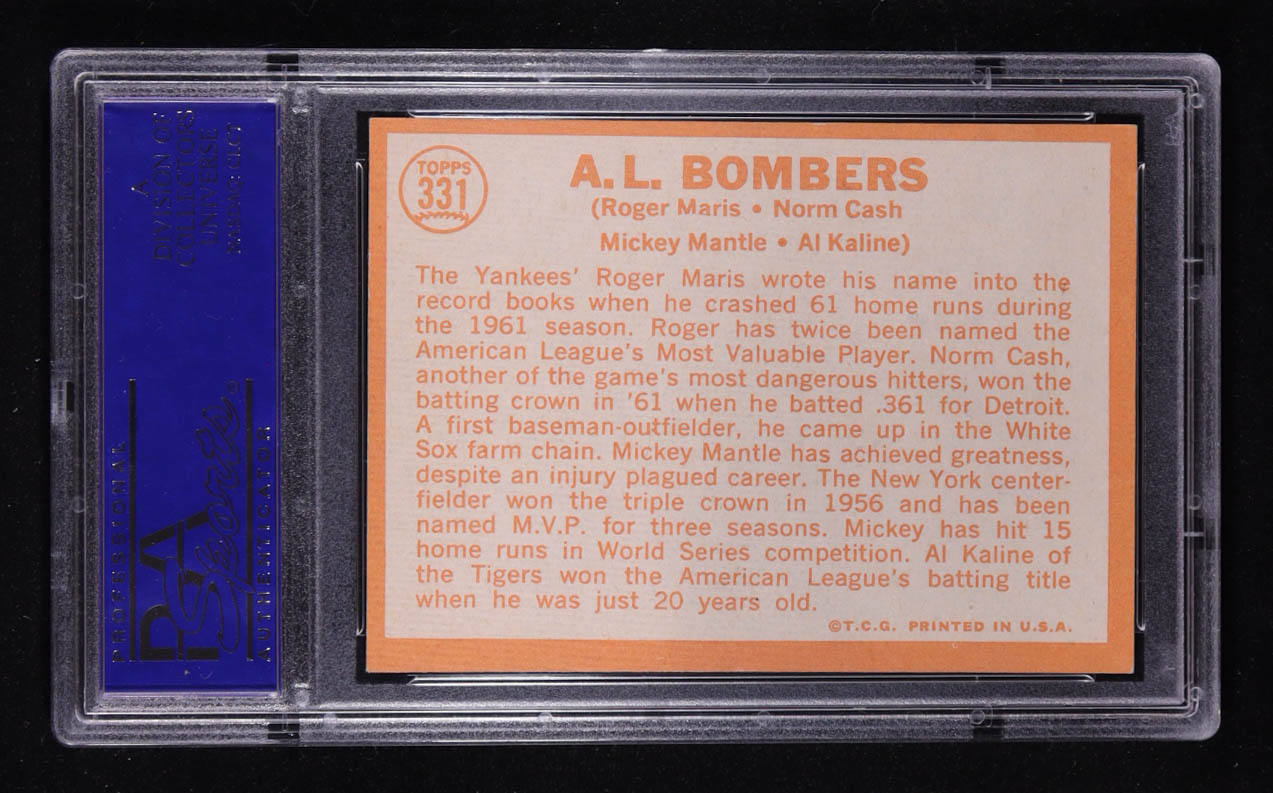 A
DIVISION OF
COLLECTORS
UNIVERSE
NASDAQ: CLCT
PROFESSIONAL
PSA
Sports
AUTHENTICATOR
TOPPS
331
A.L. BOMBERS
(Roger Maris • Norm Cash
Mickey Mantle • Al Kaline)
The Yankees' Roger Maris wrote his name into the
record books when he crashed 61 home runs during
the 1961 season. Roger has twice been named the
American League's Most Valuable Player. Norm Cash,
another of the game's most dangerous hitters, won the
batting crown in '61 when he batted .361 for Detroit.
A first baseman-outfielder, he came up in the White
Sox farm chain. Mickey Mantle has achieved greatness,
despite an injury plagued career. The New York center-
fielder won the triple crown in 1956 and has been
named M.V.P. for three seasons. Mickey has hit 15
home runs in World Series competition. Al Kaline of
the Tigers won the American League's batting title
when he was just 20 years old.
©T.C.G. PRINTED IN U.S.A.